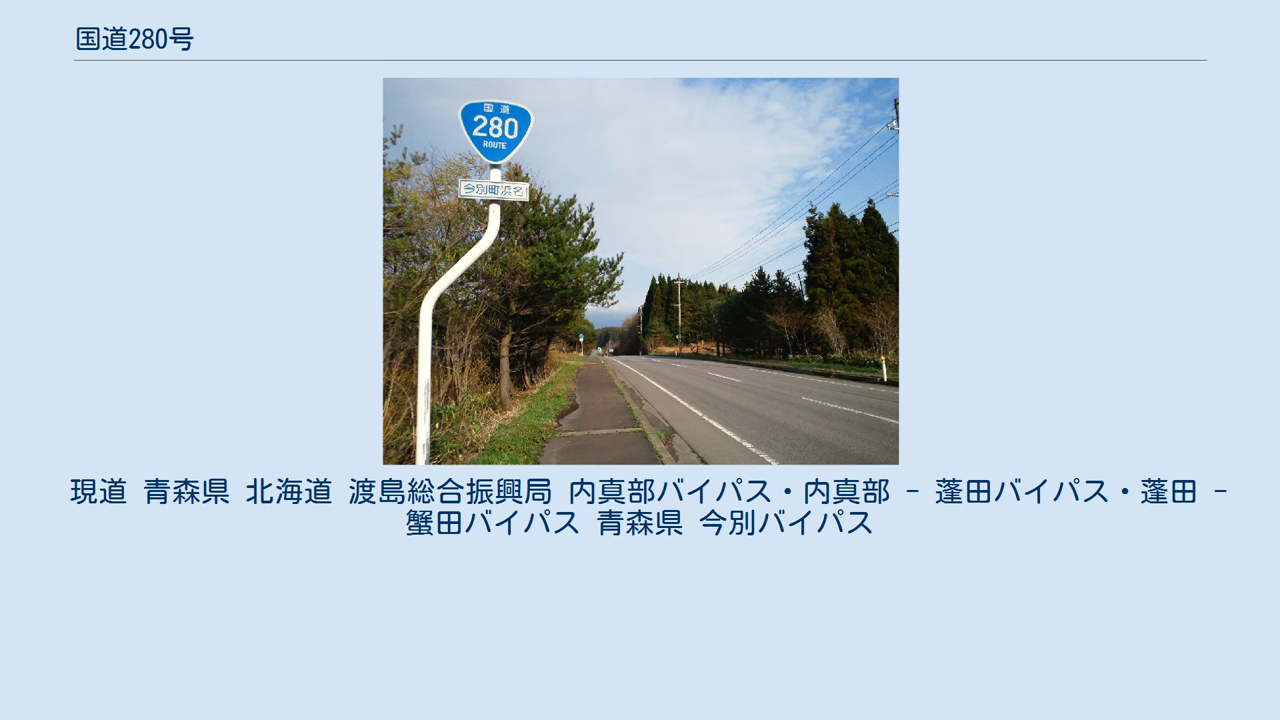 国道280号
国道
280
ROUTE
今別町浜名
現道 青森県 北海道 渡島総合振興局 内真部バイパス・内真部 - 蓬田バイパス・蓬田 -
蟹田バイパス 青森県 今別バイパス